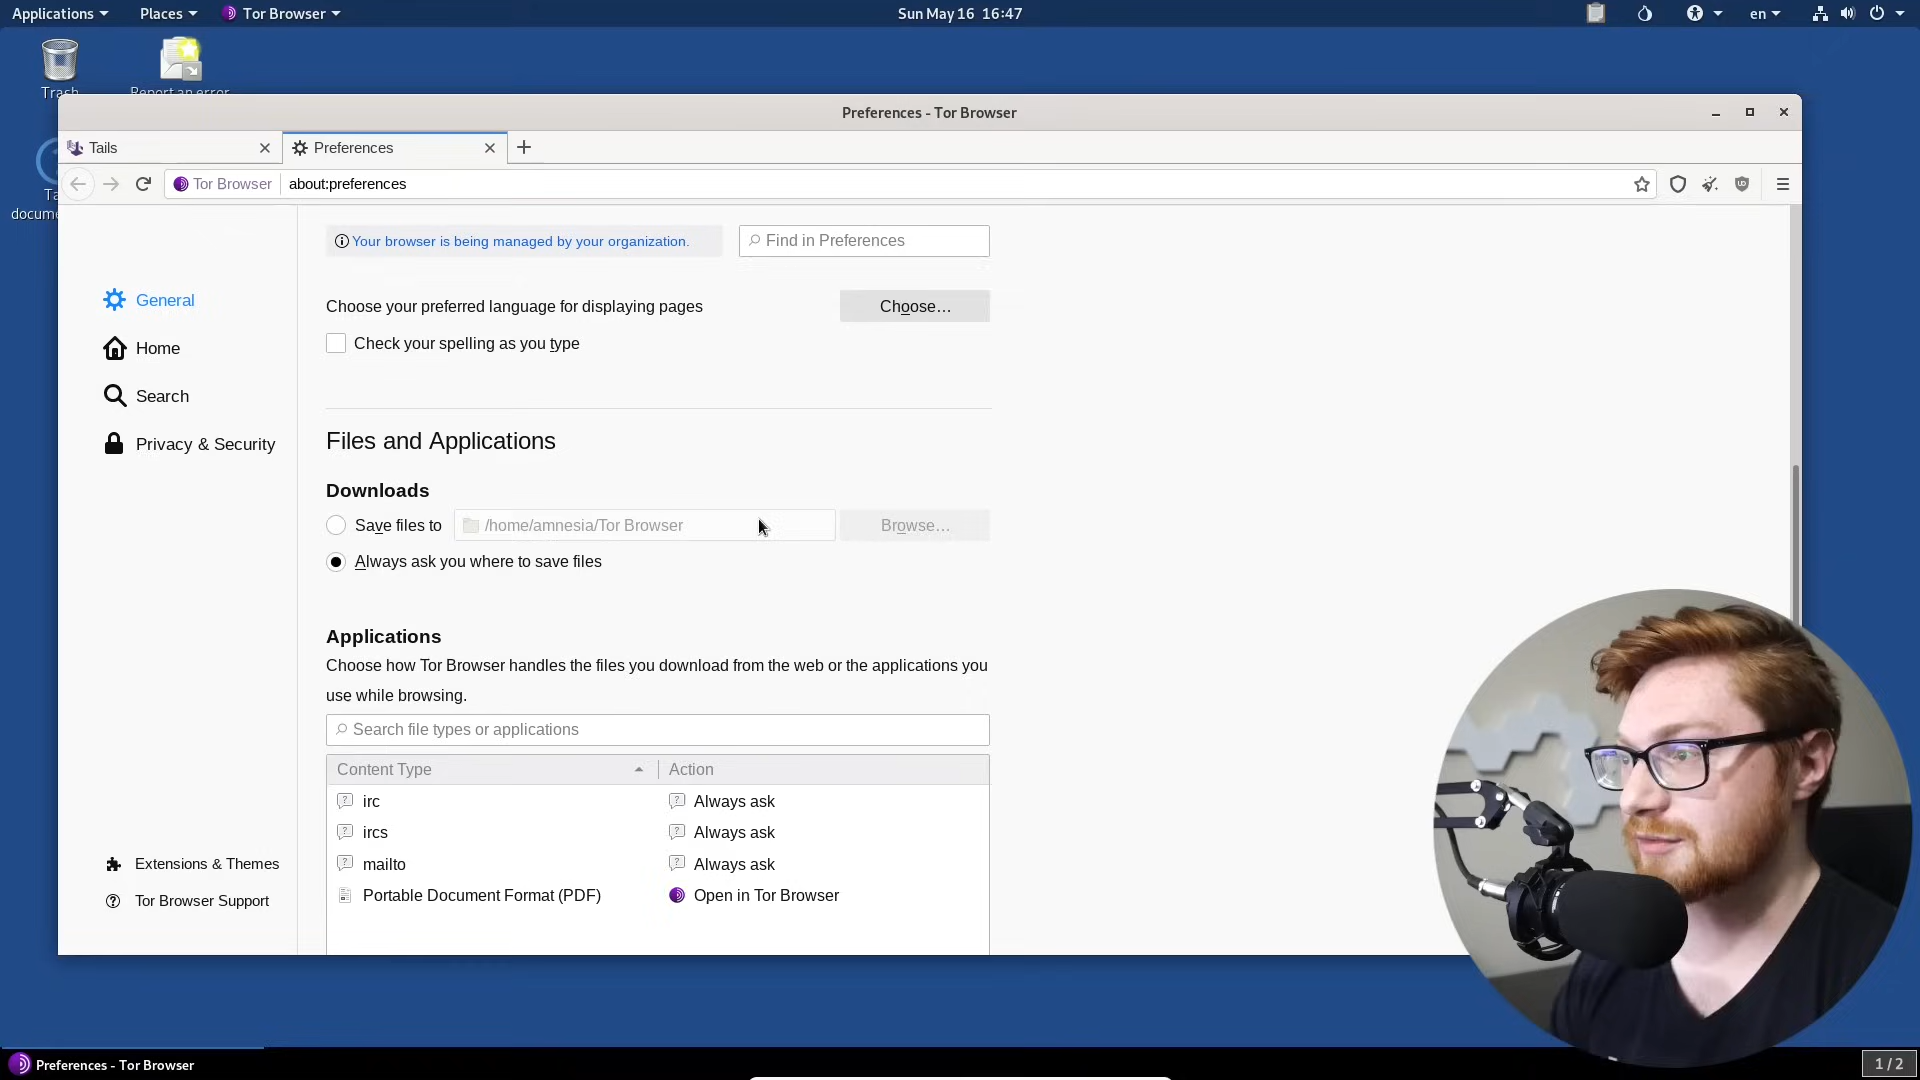 Applications
Places
Tor Browser
Sun May 16 16:47
en
Trash
Report an error
Ta
docume
Preferences - Tor Browser
Tails
Preferences
Tor Browser
about:preferences
Your browser is being managed by your organization.
Find in Preferences
General
Choose your preferred language for displaying pages
Choose…
Check your spelling as you type
Home
Search
Privacy & Security
Files and Applications
Downloads
Save files to
/home/amnesia/Tor Browser
Browse…
Always ask you where to save files
Applications
Choose how Tor Browser handles the files you download from the web or the applications you
use while browsing.
Search file types or applications
Content Type
Action
irc
Always ask
ircs
Always ask
mailto
Always ask
Portable Document Format (PDF)
Open in Tor Browser
Extensions & Themes
Tor Browser Support
Preferences - Tor Browser
1 / 2